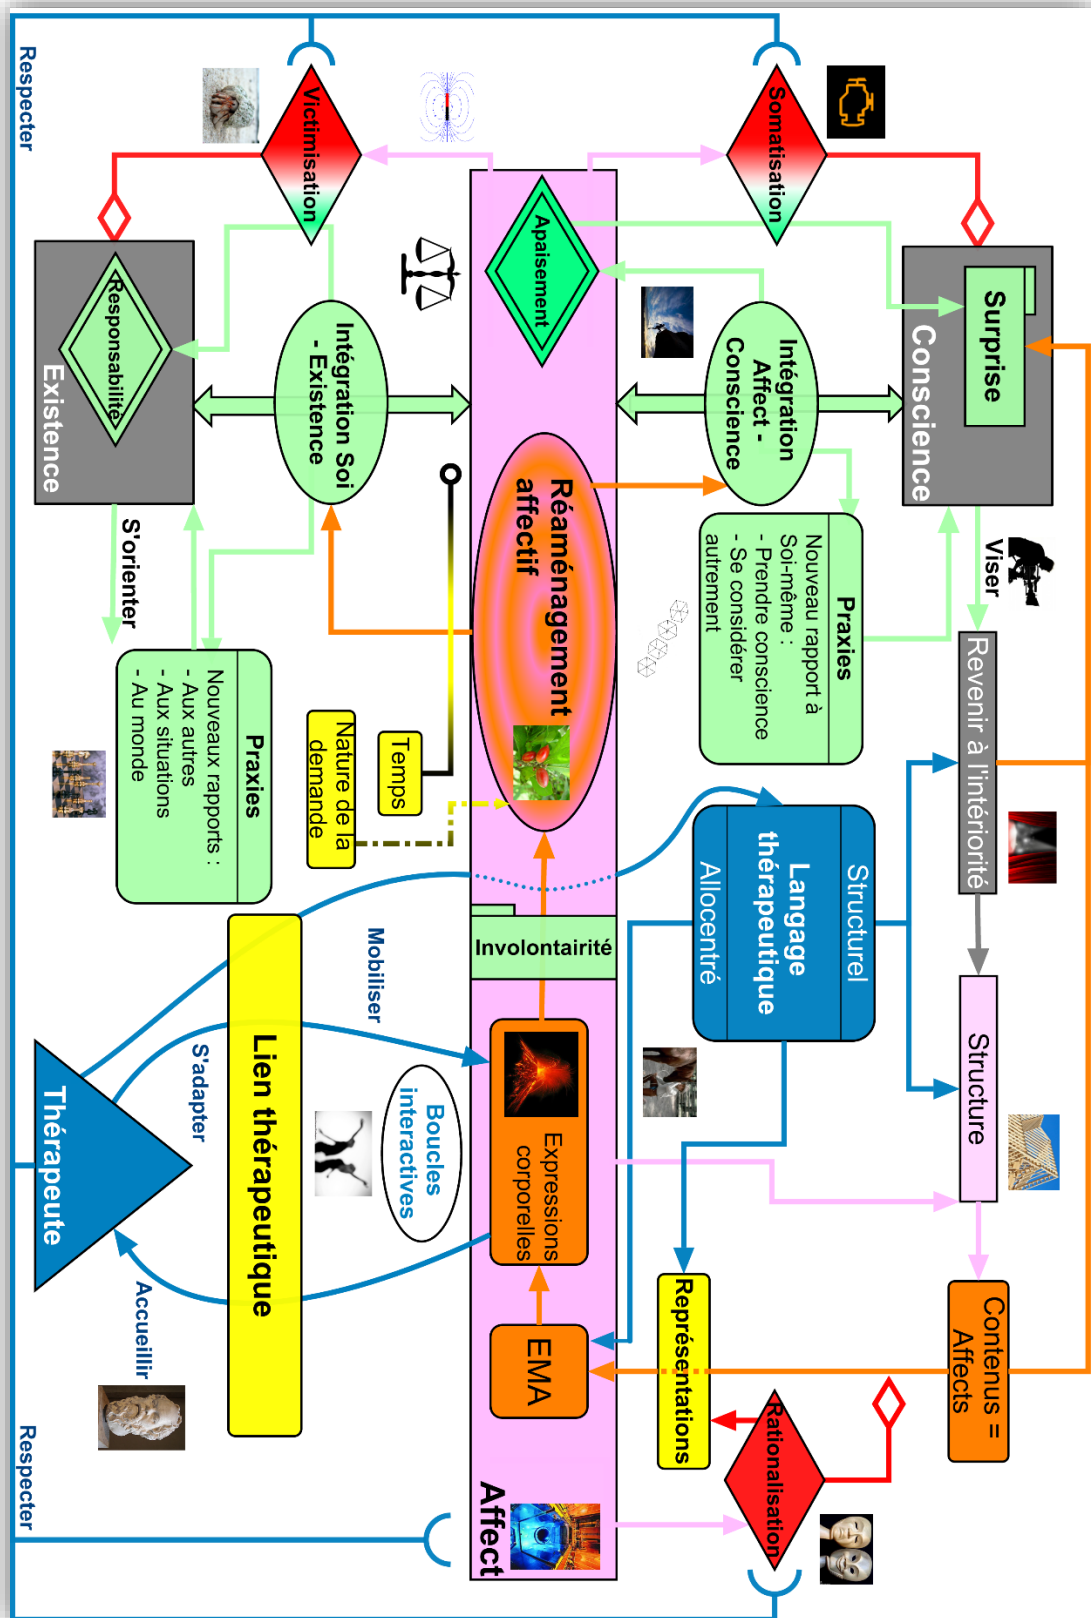 Conscience
Surprise
Viser
Revenir à l'intériorité
Structure
Contenus =
Affects
Somatisation
Intégration
Affect -
Conscience
Praxies
Nouveau rapport à
Soi-même :
- Prendre conscience
- Se considérer
autrement
Structurel
Langage
thérapeutique
Allocentré
Représentations
Rationalisation
Apaisement
Réaménagement
affectif
Involontairité
Expressions
corporelles
EMA
Affect
Victimisation
Intégration Soi
- Existence
Temps
Nature de la
demande
Mobiliser
Boucles
interactives
Responsabilité
Existence
S'orienter
Praxies
Nouveaux rapports :
- Aux autres
- Aux situations
- Au monde
Lien thérapeutique
S'adapter
Thérapeute
Accueillir
Respecter
Respecter